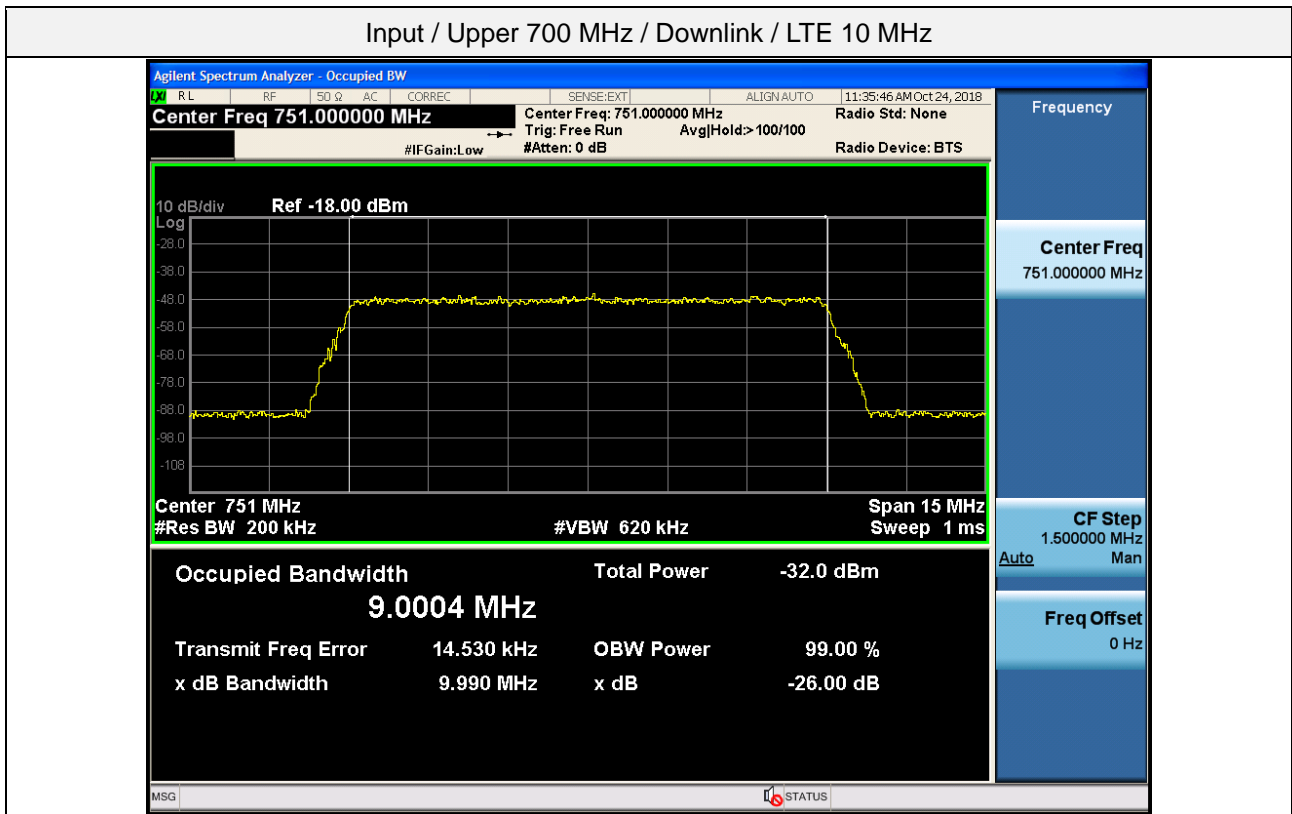 Input / Upper 700 MHz / Downlink / LTE 10 MHz
Agilent Spectrum Analyzer - Occupied BW
LXI RL RF 50 Ω AC CORREC SENSE:EXT ALIGN AUTO 11:35:46 AM Oct 24, 2018
Center Freq 751.000000 MHz
Center Freq: 751.000000 MHz Radio Std: None
Trig: Free Run Avg|Hold:>100/100
#IFGain:Low #Atten: 0 dB Radio Device: BTS
Frequency
10 dB/div Ref -18.00 dBm
Log
-28.0
-38.0
-48.0
-58.0
-68.0
-78.0
-88.0
-98.0
-108
Center 751 MHz Span 15 MHz
#Res BW 200 kHz #VBW 620 kHz Sweep 1 ms
Occupied Bandwidth Total Power -32.0 dBm
9.0004 MHz
Transmit Freq Error 14.530 kHz OBW Power 99.00 %
x dB Bandwidth 9.990 MHz x dB -26.00 dB
Center Freq
751.000000 MHz
CF Step
1.500000 MHz
Auto Man
Freq Offset
0 Hz
MSG STATUS